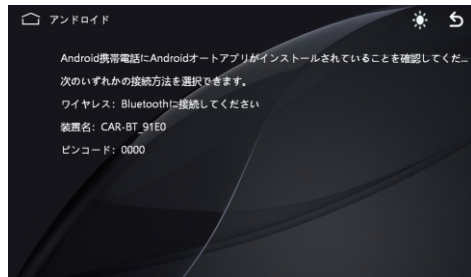 アンドロイド
Android携帯電話にAndroidオートアプリがインストールされていることを確認してくだ...
次のいずれかの接続方法を選択できます。
ワイヤレス: Bluetoothに接続してください
装置名: CAR-BT_91E0
ピンコード: 0000